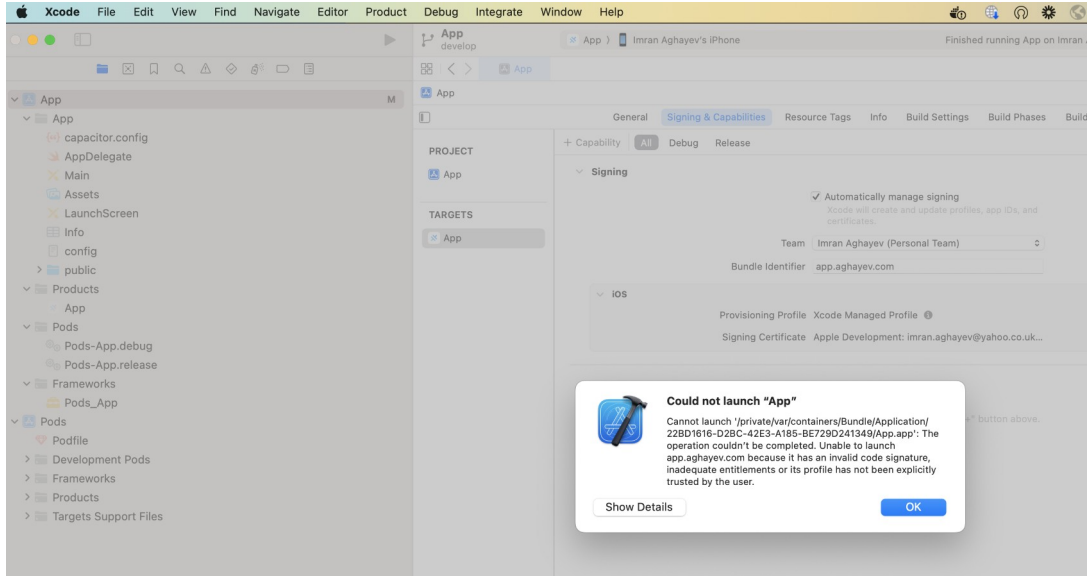 Xcode File Edit View Find Navigate Editor Product Debug Integrate Window Help
App
develop
App
Imran Aghayev's iPhone
Finished running App on Imran
App
App M
App
capacitor.config
AppDelegate
Main
Assets
LaunchScreen
Info
config
public
Products
App
Pods
Pods-App.debug
Pods-App.release
Frameworks
Pods_App
Pods
Podfile
Development Pods
Frameworks
Products
Targets Support Files
App
General Signing & Capabilities Resource Tags Info Build Settings Build Phases Build
PROJECT
App
TARGETS
App
+ Capability All Debug Release
Signing
Automatically manage signing
Xcode will create and update profiles, app IDs, and
certificates.
Team Imran Aghayev (Personal Team)
Bundle Identifier app.aghayev.com
iOS
Provisioning Profile Xcode Managed Profile
Signing Certificate Apple Development: imran.aghayev@yahoo.co.uk...
" button above.
Could not launch “App”
Cannot launch '/private/var/containers/Bundle/Application/
22BD1616-D2BC-42E3-A185-BE729D241349/App.app': The
operation couldn’t be completed. Unable to launch
app.aghayev.com because it has an invalid code signature,
inadequate entitlements or its profile has not been explicitly
trusted by the user.
Show Details OK